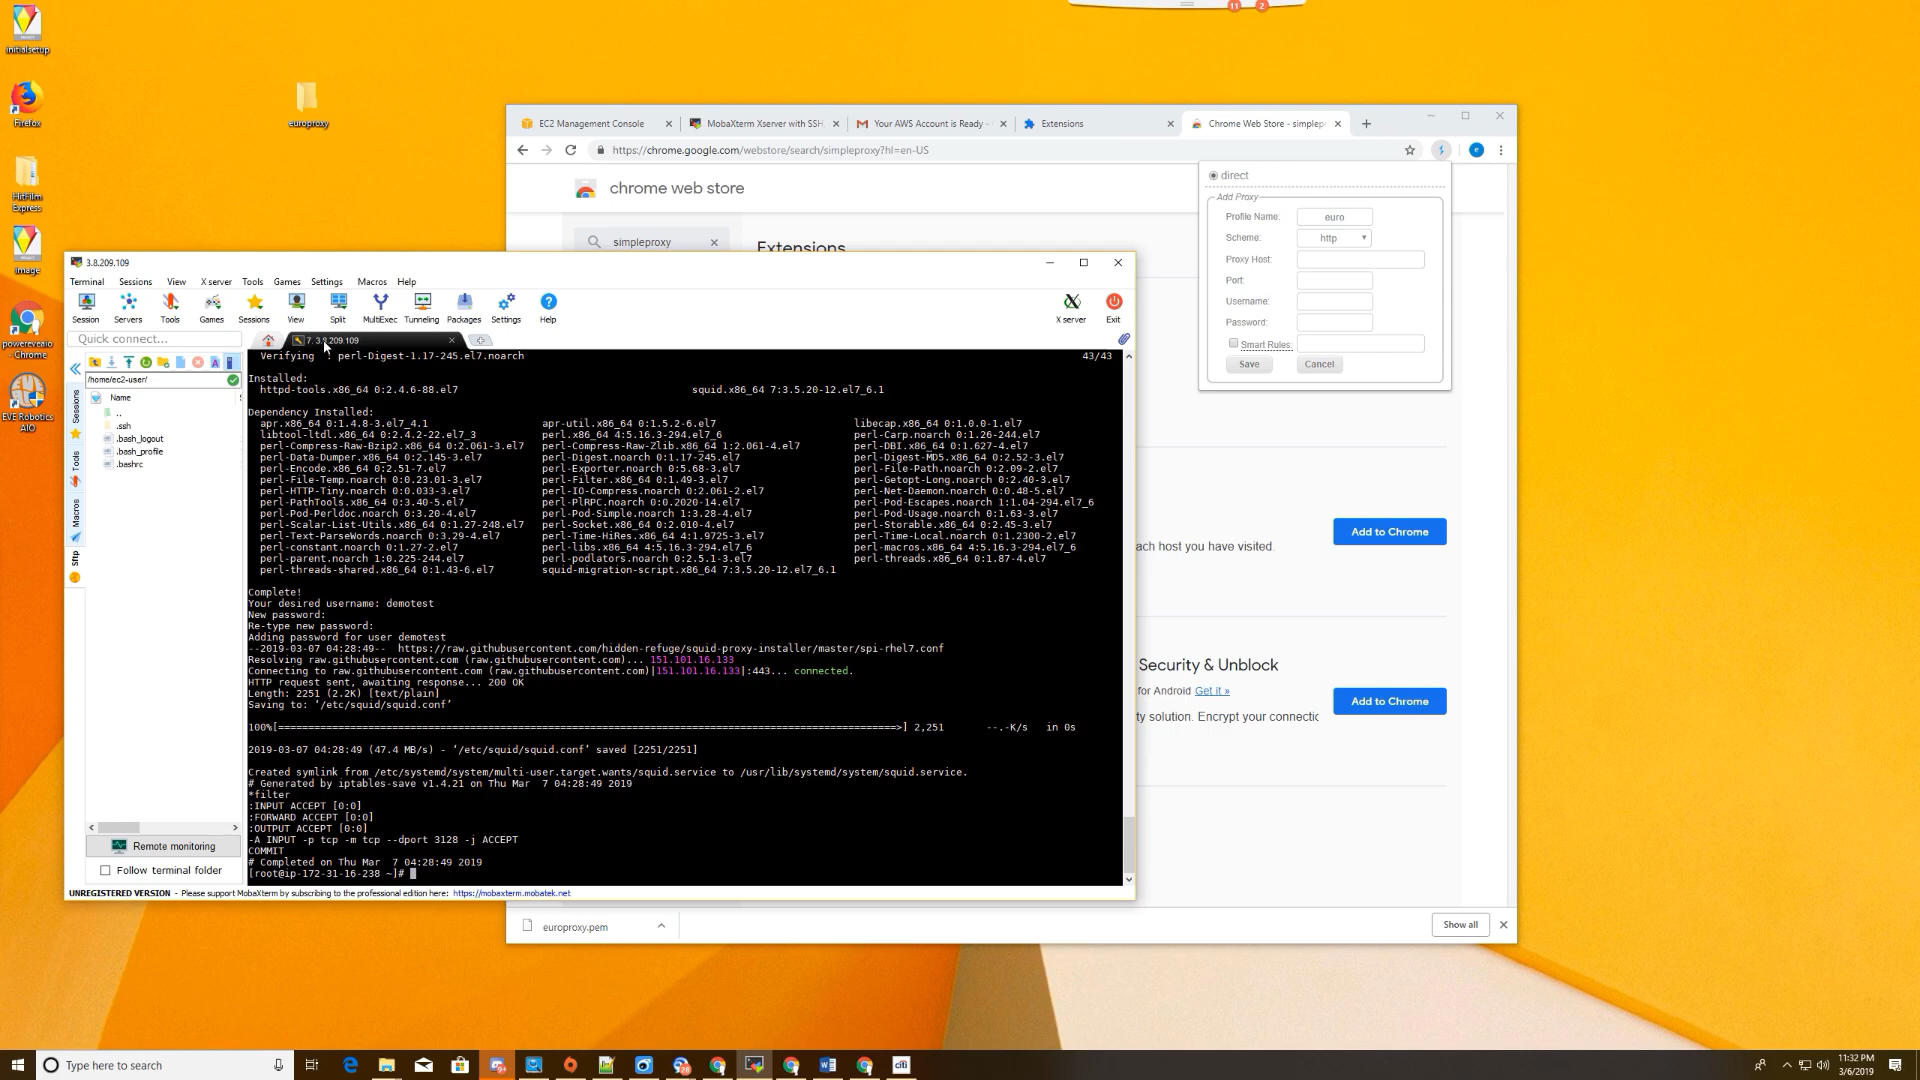 initialsetup
Firefox
HitFilm
Express
image
powereveaio
- Chrome
EVE Robotics
AIO
europroxy
11
2
EC2 Management Console
MobaXterm Xserver with SSH
Your AWS Account is Ready -
Extensions
Chrome Web Store - simplep
https://chrome.google.com/webstore/search/simpleproxy?hl=en-US
e
chrome web store
simpleproxy
Extensions
direct
Add Proxy
Profile Name: euro
Scheme: http
Proxy Host:
Port:
Username:
Password:
Smart Rules:
Save Cancel
ach host you have visited.
Add to Chrome
Security & Unblock
for Android Get it »
ty solution. Encrypt your connectic
Add to Chrome
europroxy.pem
Show all
3.8.209.109
Terminal Sessions View X server Tools Games Settings Macros Help
Session Servers Tools Games Sessions View Split MultiExec Tunneling Packages Settings Help X server Exit
Quick connect...
7. 3.8.209.109
/home/ec2-user/
Name
..
.ssh
.bash_logout
.bash_profile
.bashrc
Sessions
Tools
Macros
Sftp
Remote monitoring
Follow terminal folder
Verifying : perl-Digest-1.17-245.el7.noarch 43/43
Installed:
httpd-tools.x86_64 0:2.4.6-88.el7 squid.x86_64 7:3.5.20-12.el7_6.1
Dependency Installed:
apr.x86_64 0:1.4.8-3.el7_4.1 apr-util.x86_64 0:1.5.2-6.el7 libecap.x86_64 0:1.0.0-1.el7
libtool-ltdl.x86_64 0:2.4.2-22.el7_3 perl.x86_64 4:5.16.3-294.el7_6 perl-Carp.noarch 0:1.26-244.el7
perl-Compress-Raw-Bzip2.x86_64 0:2.061-3.el7 perl-Compress-Raw-Zlib.x86_64 1:2.061-4.el7 perl-DBI.x86_64 0:1.627-4.el7
perl-Data-Dumper.x86_64 0:2.145-3.el7 perl-Digest.noarch 0:1.17-245.el7 perl-Digest-MD5.x86_64 0:2.52-3.el7
perl-Encode.x86_64 0:2.51-7.el7 perl-Exporter.noarch 0:5.68-3.el7 perl-File-Path.noarch 0:2.09-2.el7
perl-File-Temp.noarch 0:0.23.01-3.el7 perl-Filter.x86_64 0:1.49-3.el7 perl-Getopt-Long.noarch 0:2.40-3.el7
perl-HTTP-Tiny.noarch 0:0.033-3.el7 perl-IO-Compress.noarch 0:2.061-2.el7 perl-Net-Daemon.noarch 0:0.48-5.el7
perl-PathTools.x86_64 0:3.40-5.el7 perl-PlRPC.noarch 0:0.2020-14.el7 perl-Pod-Escapes.noarch 1:1.04-294.el7_6
perl-Pod-Perldoc.noarch 0:3.20-4.el7 perl-Pod-Simple.noarch 1:3.28-4.el7 perl-Pod-Usage.noarch 0:1.63-3.el7
perl-Scalar-List-Utils.x86_64 0:1.27-248.el7 perl-Socket.x86_64 0:2.010-4.el7 perl-Storable.x86_64 0:2.45-3.el7
perl-Text-ParseWords.noarch 0:3.29-4.el7 perl-Time-HiRes.x86_64 4:1.9725-3.el7 perl-Time-Local.noarch 0:1.2300-2.el7
perl-constant.noarch 0:1.27-2.el7 perl-libs.x86_64 4:5.16.3-294.el7_6 perl-macros.x86_64 4:5.16.3-294.el7_6
perl-parent.noarch 1:0.225-244.el7 perl-podlators.noarch 0:2.5.1-3.el7 perl-threads.x86_64 0:1.87-4.el7
perl-threads-shared.x86_64 0:1.43-6.el7 squid-migration-script.x86_64 7:3.5.20-12.el7_6.1
Complete!
Your desired username: demotest
New password:
Re-type new password:
Adding password for user demotest
--2019-03-07 04:28:49-- https://raw.githubusercontent.com/hidden-refuge/squid-proxy-installer/master/spi-rhel7.conf
Resolving raw.githubusercontent.com (raw.githubusercontent.com)... 151.101.16.133
Connecting to raw.githubusercontent.com (raw.githubusercontent.com)|151.101.16.133|:443... connected.
HTTP request sent, awaiting response... 200 OK
Length: 2251 (2.2K) [text/plain]
Saving to: ‘/etc/squid/squid.conf’
100%[======================================================================================================>] 2,251 --.-K/s in 0s
2019-03-07 04:28:49 (47.4 MB/s) - ‘/etc/squid/squid.conf’ saved [2251/2251]
Created symlink from /etc/systemd/system/multi-user.target.wants/squid.service to /usr/lib/systemd/system/squid.service.
# Generated by iptables-save v1.4.21 on Thu Mar 7 04:28:49 2019
*filter
:INPUT ACCEPT [0:0]
:FORWARD ACCEPT [0:0]
:OUTPUT ACCEPT [0:0]
-A INPUT -p tcp -m tcp --dport 3128 -j ACCEPT
COMMIT
# Completed on Thu Mar 7 04:28:49 2019
[root@ip-172-31-16-238 ~]#
UNREGISTERED VERSION - Please support MobaXterm by subscribing to the professional edition here: https://mobaxterm.mobatek.net
Type here to search
citi
11:32 PM
3/6/2019